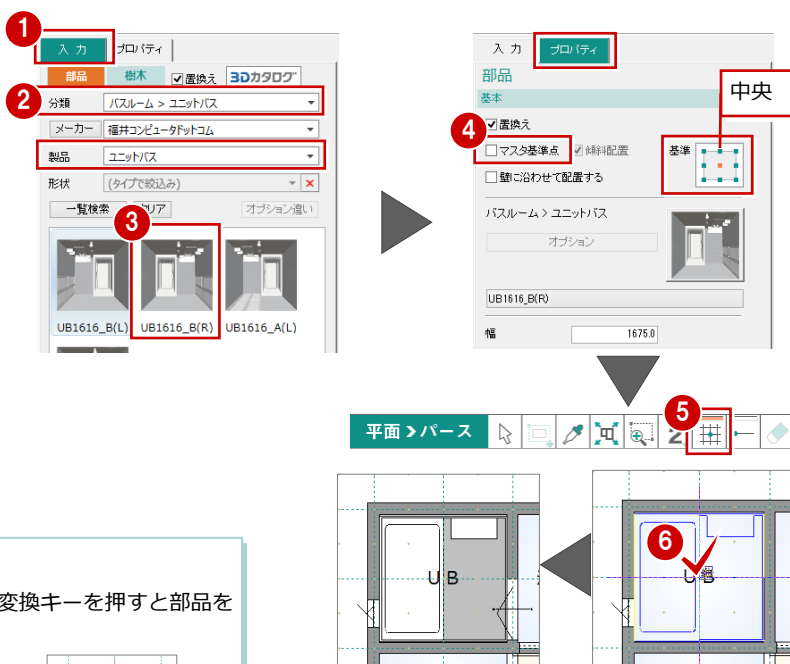 1
入力 プロパティ
部品 樹木 置換え 3Dカタログ
2
分類 バスルーム > ユニットバス
メーカー 福井コンピュータドットコム
製品 ユニットバス
形状 (タイプで絞込み)
一覧検索 クリア オプション違い
3
UB1616_B(L) UB1616_B(R) UB1616_A(L)
入力 プロパティ
部品
基本
中央
4
置換え
マスタ基準点 傾斜配置 基準
壁に沿わせて配置する
バスルーム > ユニットバス
オプション
UB1616_B(R)
幅 1675.0
5
平面 > パース
6
UB
UB
変換キーを押すと部品を